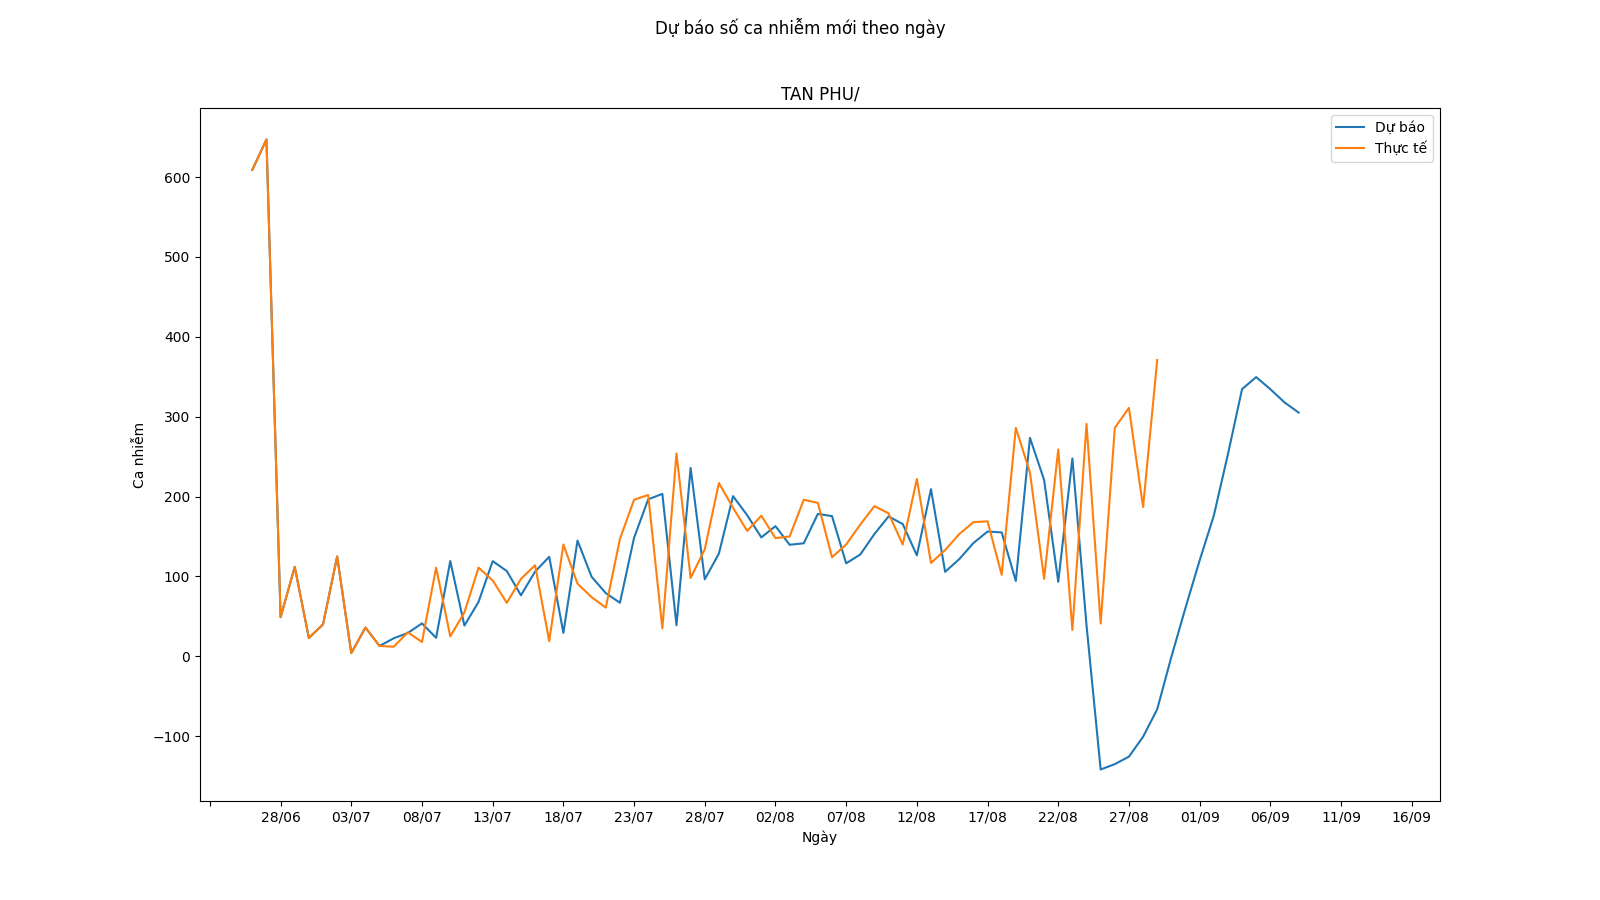 Dự báo số ca nhiễm mới theo ngày
TAN PHU/
Dự báo
Thực tế
600
500
400
300
200
100
0
−100
Ca nhiễm
28/06 03/07 08/07 13/07 18/07 23/07 28/07 02/08 07/08 12/08 17/08 22/08 27/08 01/09 06/09 11/09 16/09
Ngày